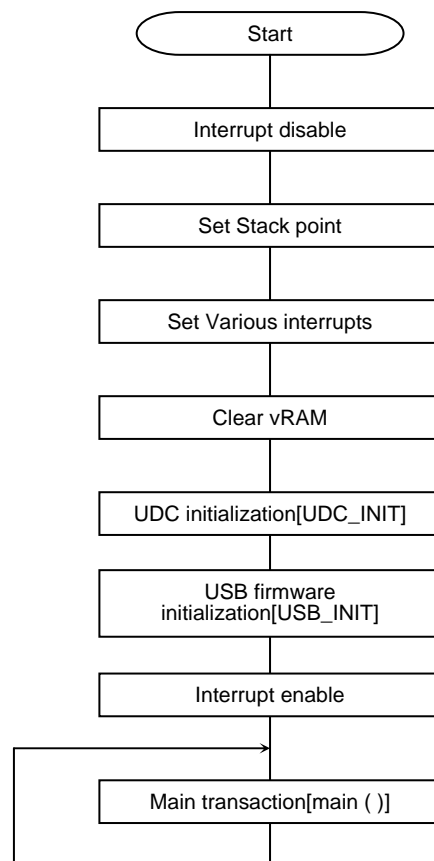 Start
Interrupt disable
Set Stack point
Set Various interrupts
Clear vRAM
UDC initialization[UDC_INIT]
USB firmware
initialization[USB_INIT]
Interrupt enable
Main transaction[main ( )]